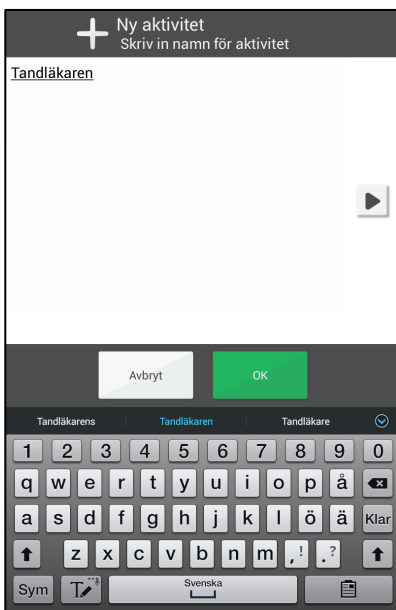 Ny aktivitet
Skriv in namn för aktivitet
Tandläkaren
Avbryt OK
Tandläkarens Tandläkaren Tandläkare
1 2 3 4 5 6 7 8 9 0
q w e r t y u i o p å
a s d f g h j k l ö ä Klar
z x c v b n m ,! .?
Sym T Svenska